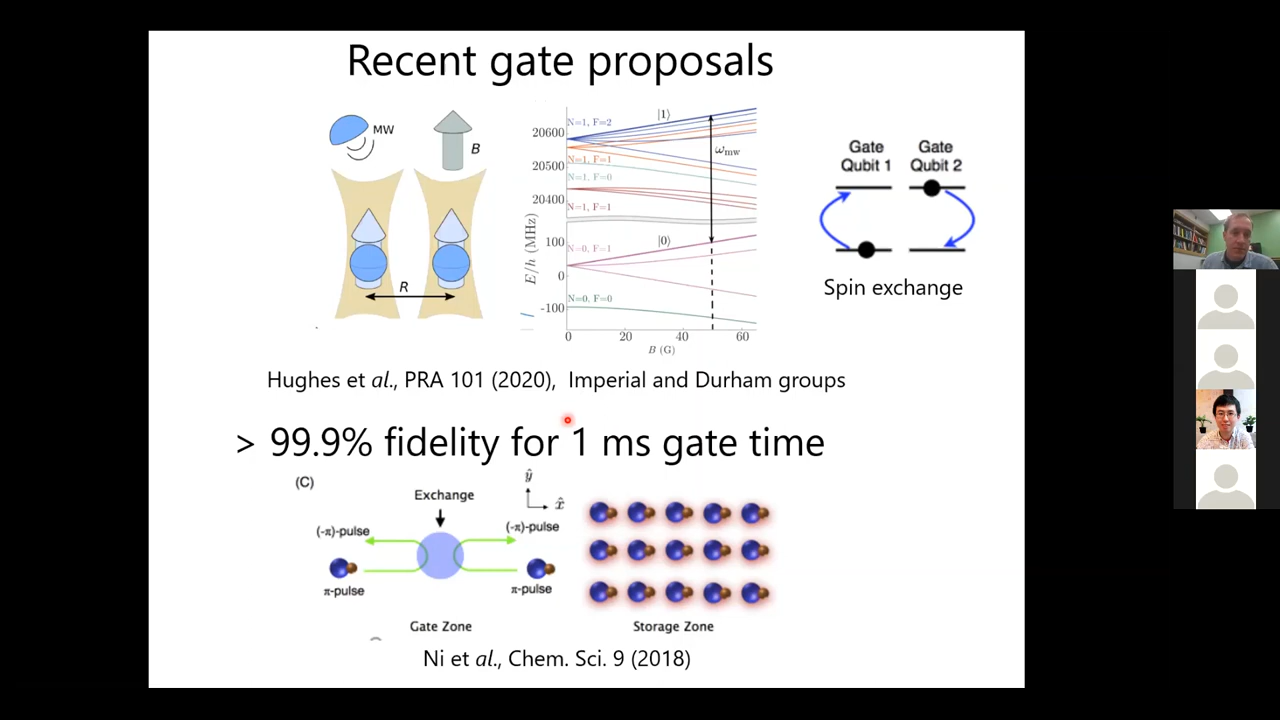 Recent gate proposals
MW
B
R
20600
20500
20400
100
0
-100
E/h (MHz)
N=1, F=2
N=1, F=1
N=1, F=0
N=1, F=1
N=0, F=1
N=0, F=0
|1⟩
ωmw
|0⟩
0 20 40 60
B (G)
Gate Gate
Qubit 1 Qubit 2
Spin exchange
Hughes et al., PRA 101 (2020), Imperial and Durham groups
> 99.9% fidelity for 1 ms gate time
(C)
Exchange
ŷ
x̂
(-π)-pulse
(-π)-pulse
π-pulse
π-pulse
Gate Zone
Storage Zone
Ni et al., Chem. Sci. 9 (2018)